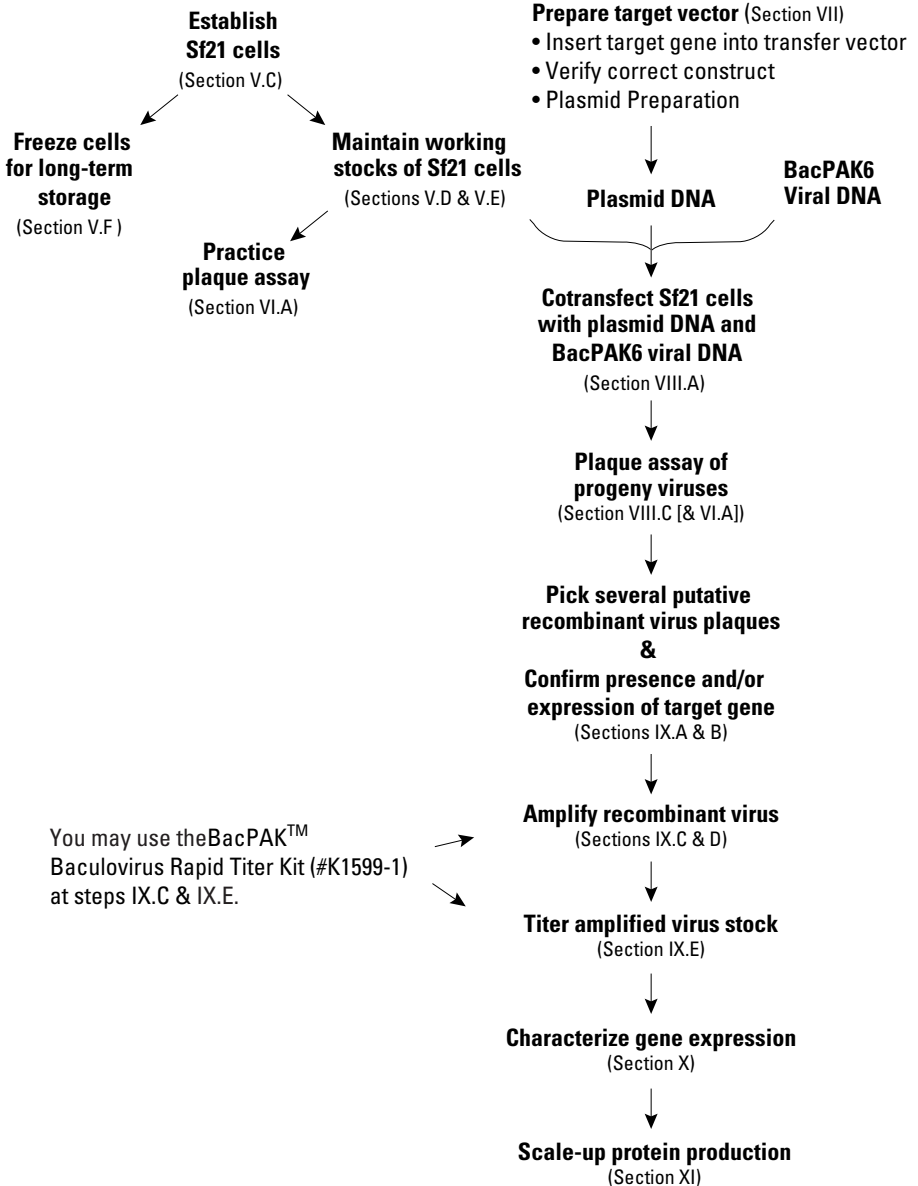 Establish
Sf21 cells
(Section V.C)
Freeze cells
for long-term
storage
(Section V.F )
Maintain working
stocks of Sf21 cells
(Sections V.D & V.E)
Practice
plaque assay
(Section VI.A)
Prepare target vector (Section VII)
• Insert target gene into transfer vector
• Verify correct construct
• Plasmid Preparation
Plasmid DNA
BacPAK6
Viral DNA
Cotransfect Sf21 cells
with plasmid DNA and
BacPAK6 viral DNA
(Section VIII.A)
Plaque assay of
progeny viruses
(Section VIII.C [& VI.A])
Pick several putative
recombinant virus plaques
&
Confirm presence and/or
expression of target gene
(Sections IX.A & B)
Amplify recombinant virus
(Sections IX.C & D)
You may use theBacPAK™
Baculovirus Rapid Titer Kit (#K1599-1)
at steps IX.C & IX.E.
Titer amplified virus stock
(Section IX.E)
Characterize gene expression
(Section X)
Scale-up protein production
(Section XI)